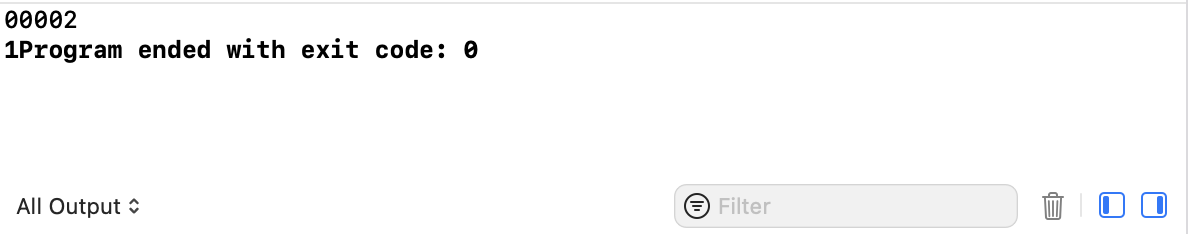 00002
1Program ended with exit code: 0
All Output
Filter